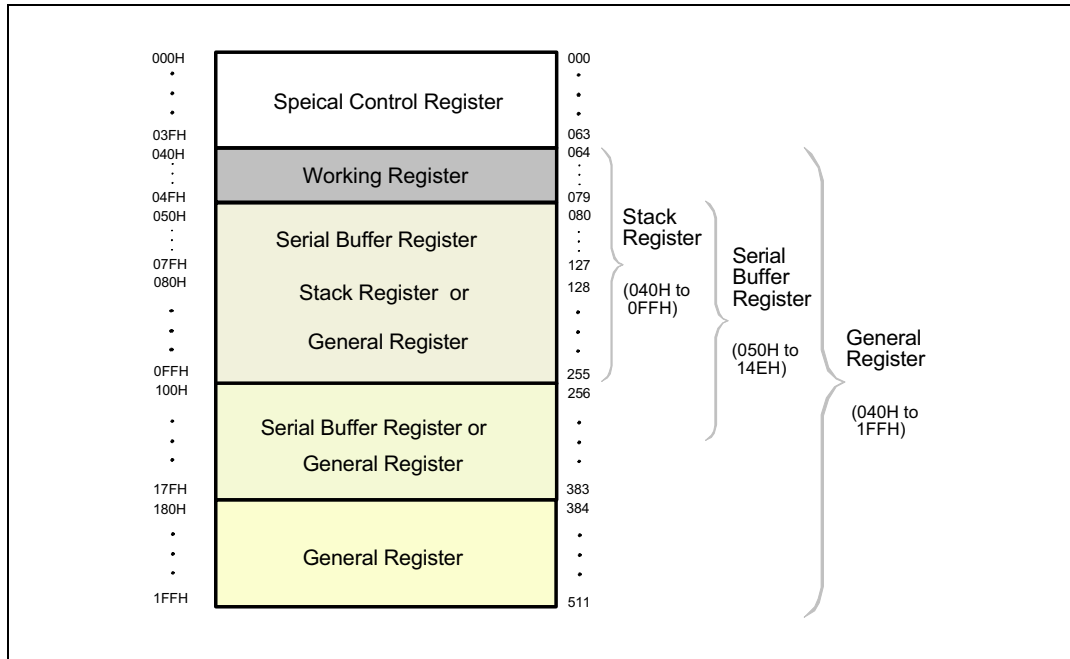 000H
03FH
040H
04FH
050H
07FH
080H
0FFH
100H
17FH
180H
1FFH
Speical Control Register
Working Register
Serial Buffer Register
Stack Register or
General Register
Serial Buffer Register or
General Register
General Register
000
063
064
079
080
127
128
255
256
383
384
511
Stack
Register
(040H to
0FFH)
Serial
Buffer
Register
(050H to
14EH)
General
Register
(040H to
1FFH)